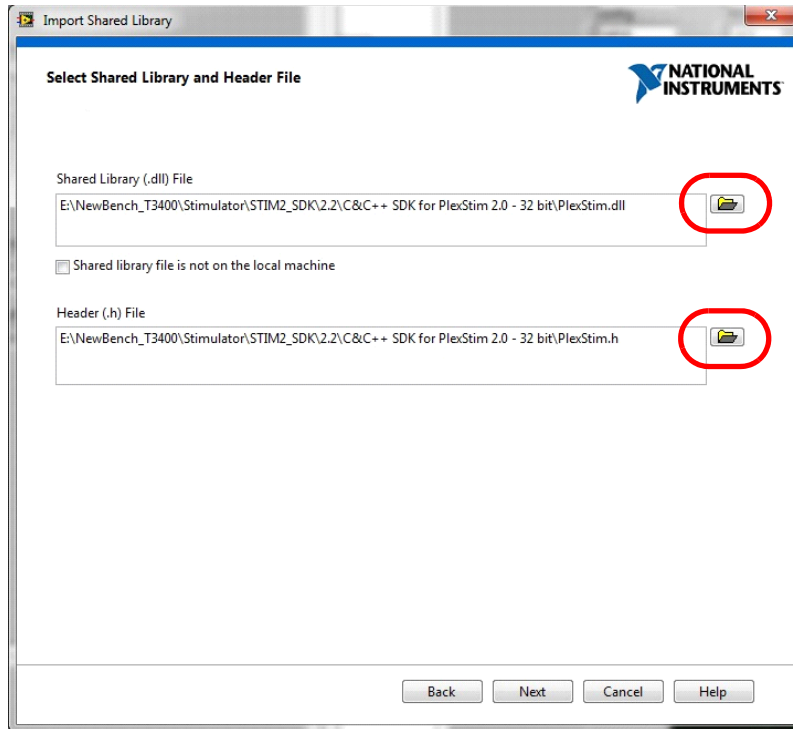 Import Shared Library
x
Select Shared Library and Header File
NATIONAL
INSTRUMENTS
Shared Library (.dll) File
E:\NewBench_T3400\Stimulator\STIM2_SDK\2.2\C&C++ SDK for PlexStim 2.0 - 32 bit\PlexStim.dll
Shared library file is not on the local machine
Header (.h) File
E:\NewBench_T3400\Stimulator\STIM2_SDK\2.2\C&C++ SDK for PlexStim 2.0 - 32 bit\PlexStim.h
Back Next Cancel Help